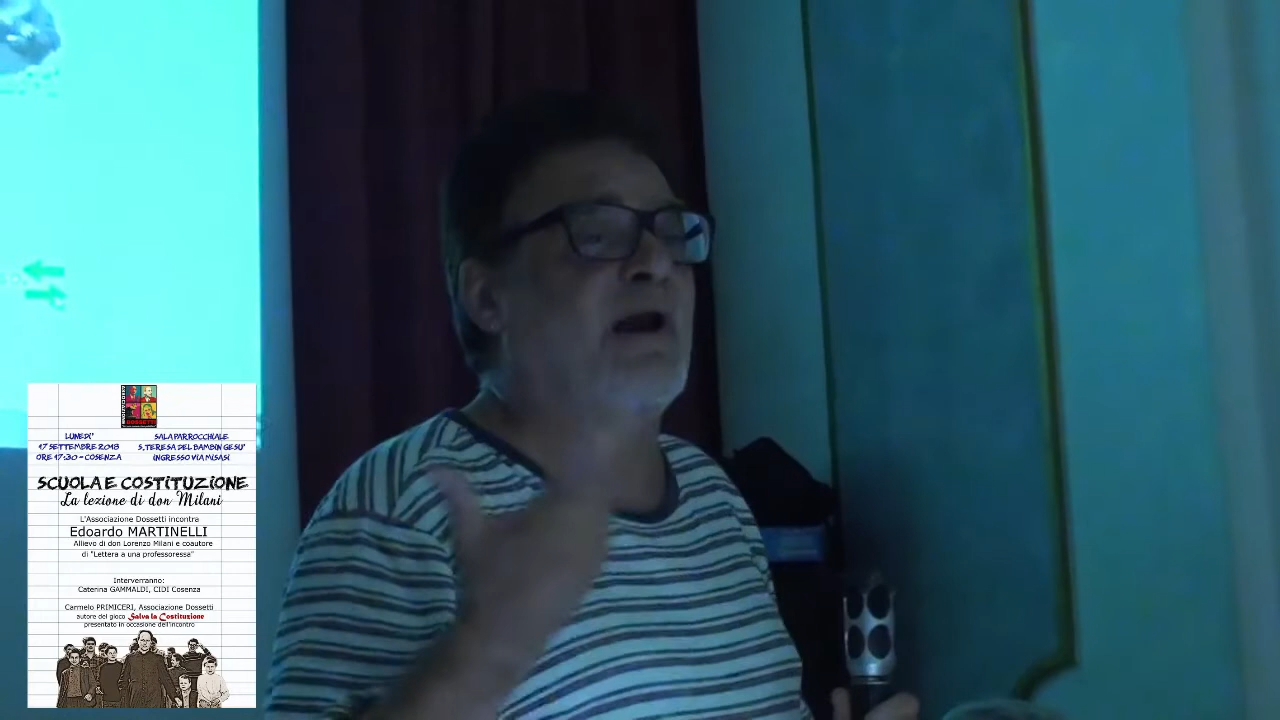 LUNEDI'
17 SETTEMBRE 2018
ORE 17:30 - COSENZA
SALA PARROCCHIALE
S. TERESA DEL BAMBIN GESU'
INGRESSO VIA MISASI
SCUOLA E COSTITUZIONE
La lezione di don Milani
L'Associazione Dossetti incontra
Edoardo MARTINELLI
Allievo di don Lorenzo Milani e coautore
di "Lettera a una professoressa"
Interverranno:
Caterina GAMMALDI, CIDI Cosenza
Carmelo PRIMICERI, Associazione Dossetti
autore del gioco Salva la Costituzione
presentato in occasione dell'incontro